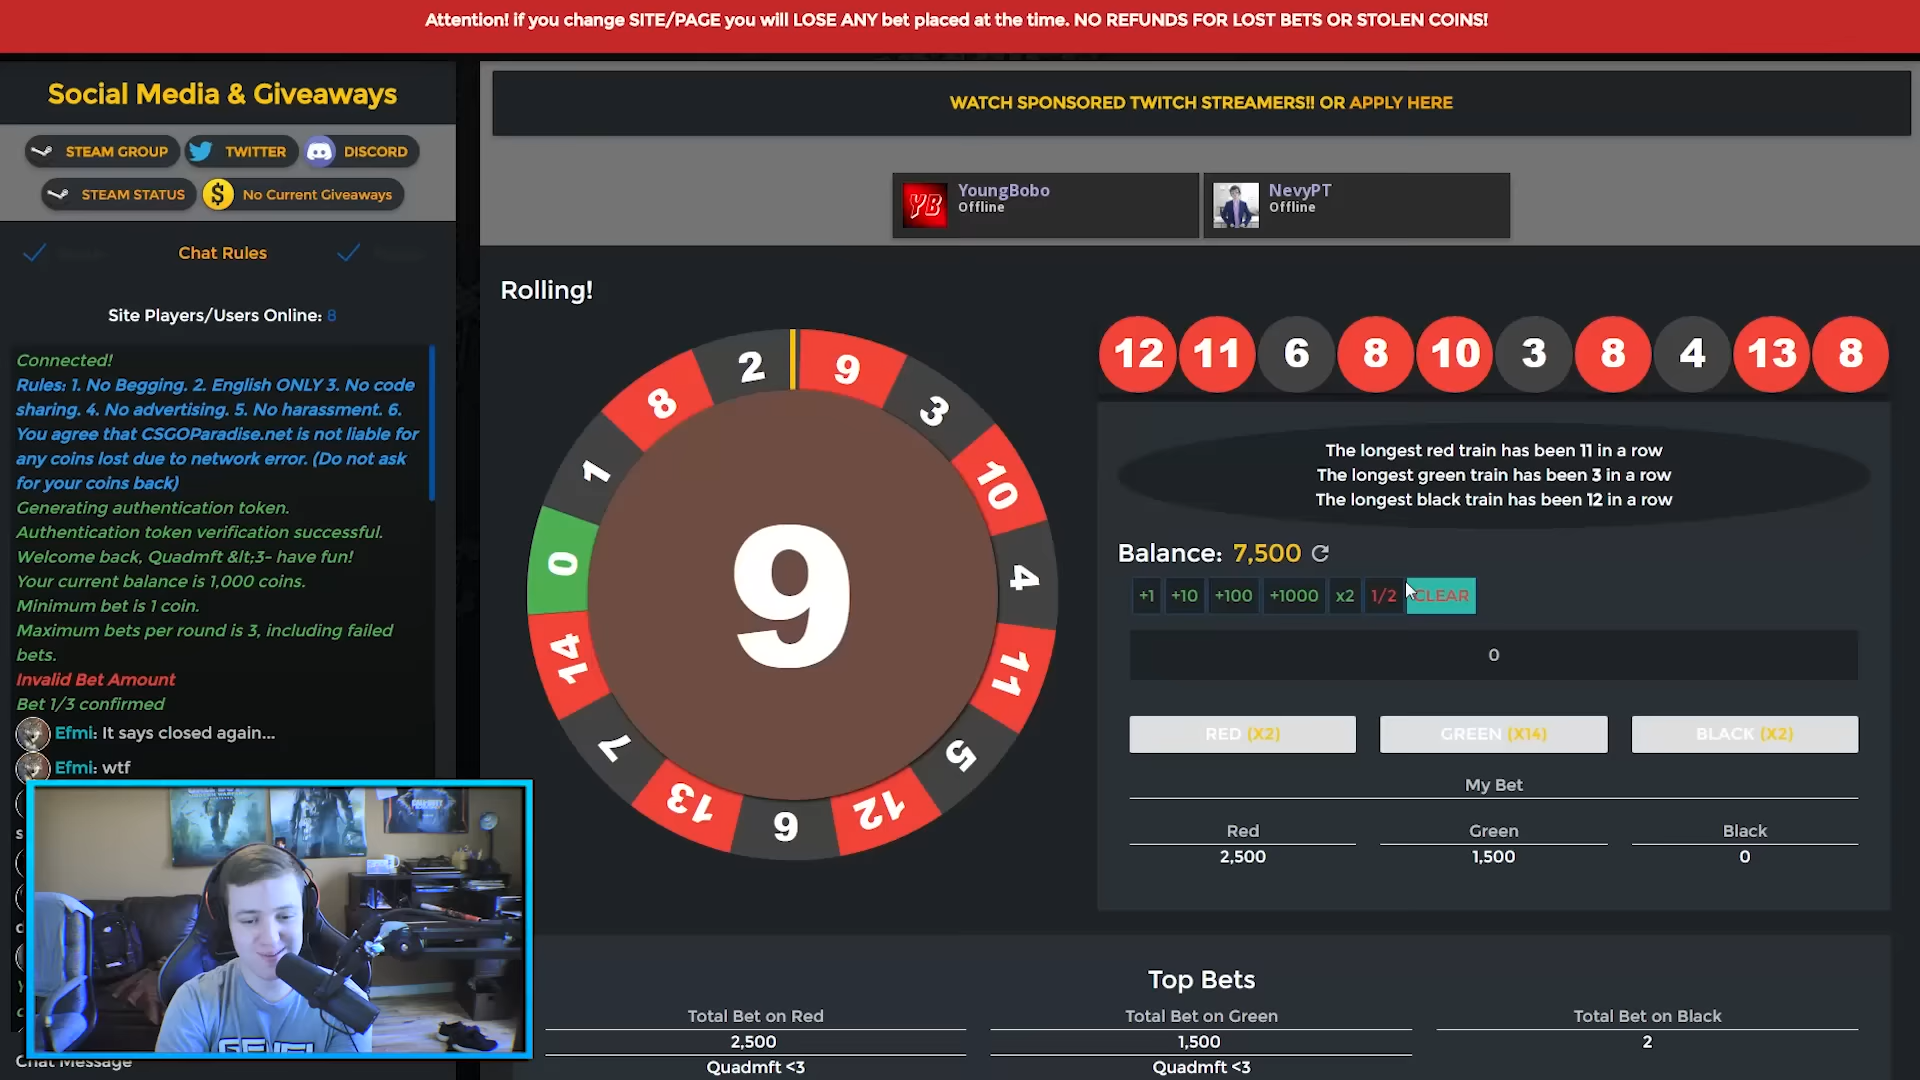 Attention! if you change SITE/PAGE you will LOSE ANY bet placed at the time. NO REFUNDS FOR LOST BETS OR STOLEN COINS!
Social Media & Giveaways
STEAM GROUP
TWITTER
DISCORD
STEAM STATUS
$
No Current Giveaways
Chat Rules
Site Players/Users Online: 8
Connected!
Rules: 1. No Begging. 2. English ONLY 3. No code
sharing. 4. No advertising. 5. No harassment. 6.
You agree that CSGOParadise.net is not liable for
any coins lost due to network error. (Do not ask
for your coins back)
Generating authentication token.
Authentication token verification successful.
Welcome back, Quadmft &lt;3- have fun!
Your current balance is 1,000 coins.
Minimum bet is 1 coin.
Maximum bets per round is 3, including failed
bets.
Invalid Bet Amount
Bet 1/3 confirmed
Efmi: It says closed again...
Efmi: wtf
Chat Message
WATCH SPONSORED TWITCH STREAMERS!! OR APPLY HERE
YB
YoungBobo
Offline
NevyPT
Offline
Rolling!
2
9
3
10
4
11
5
12
6
13
7
14
0
1
8
9
12 11 6 8 10 3 8 4 13 8
The longest red train has been 11 in a row
The longest green train has been 3 in a row
The longest black train has been 12 in a row
Balance: 7,500
+1 +10 +100 +1000 x2 1/2 CLEAR
0
RED (X2)
GREEN (X14)
BLACK (X2)
My Bet
Red
Green
Black
2,500
1,500
0
Top Bets
Total Bet on Red
Total Bet on Green
Total Bet on Black
2,500
1,500
2
Quadmft <3
Quadmft <3